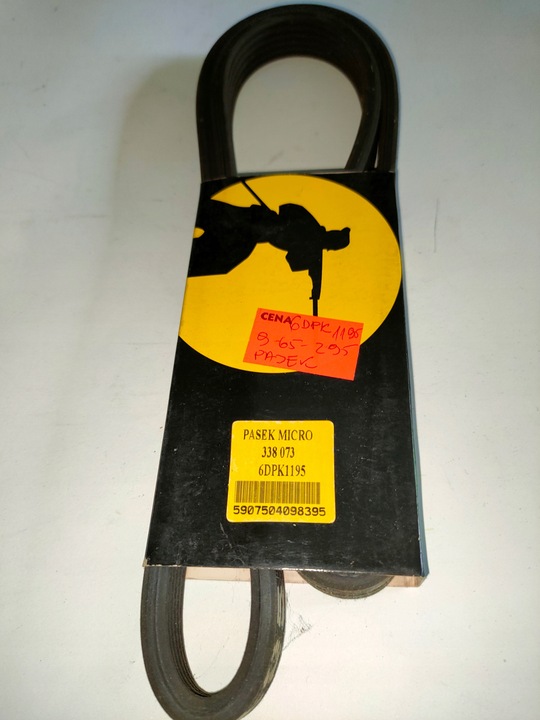 CENA 6DPK1195
9-65-295
PASEK
PASEK MICRO
338 073
6DPK1195
5907504098395